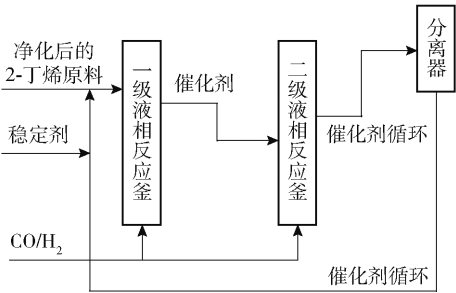 净化后的
2-丁烯原料
稳定剂
CO/H₂
一级液相反应釜
催化剂
二级液相反应釜
催化剂循环
分离器
催化剂循环